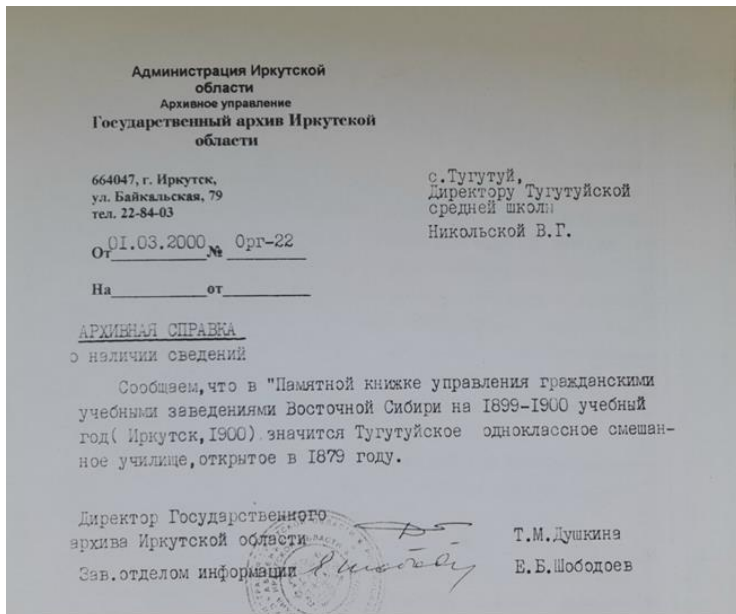 Администрация Иркутской
области
Архивное управление
Государственный архив Иркутской
области
664047, г. Иркутск,
ул. Байкальская, 79
тел. 22-84-03
От 01.03.2000 № Орг-22
На от
с.Тугутуй,
Директору Тугутуйской
средней школы
Никольской В.Г.
АРХИВНАЯ СПРАВКА
о наличии сведений
Сообщаем,что в "Памятной книжке управления гражданскими
учебными заведениями Восточной Сибири на 1899-1900 учебный
год( Иркутск,1900) значится Тугутуйское одноклассное смешан-
ное училище,открытое в 1879 году.
Директор Государственного
архива Иркутской области Т.М.Душкина
Зав.отделом информации Е.Б.Шободоев